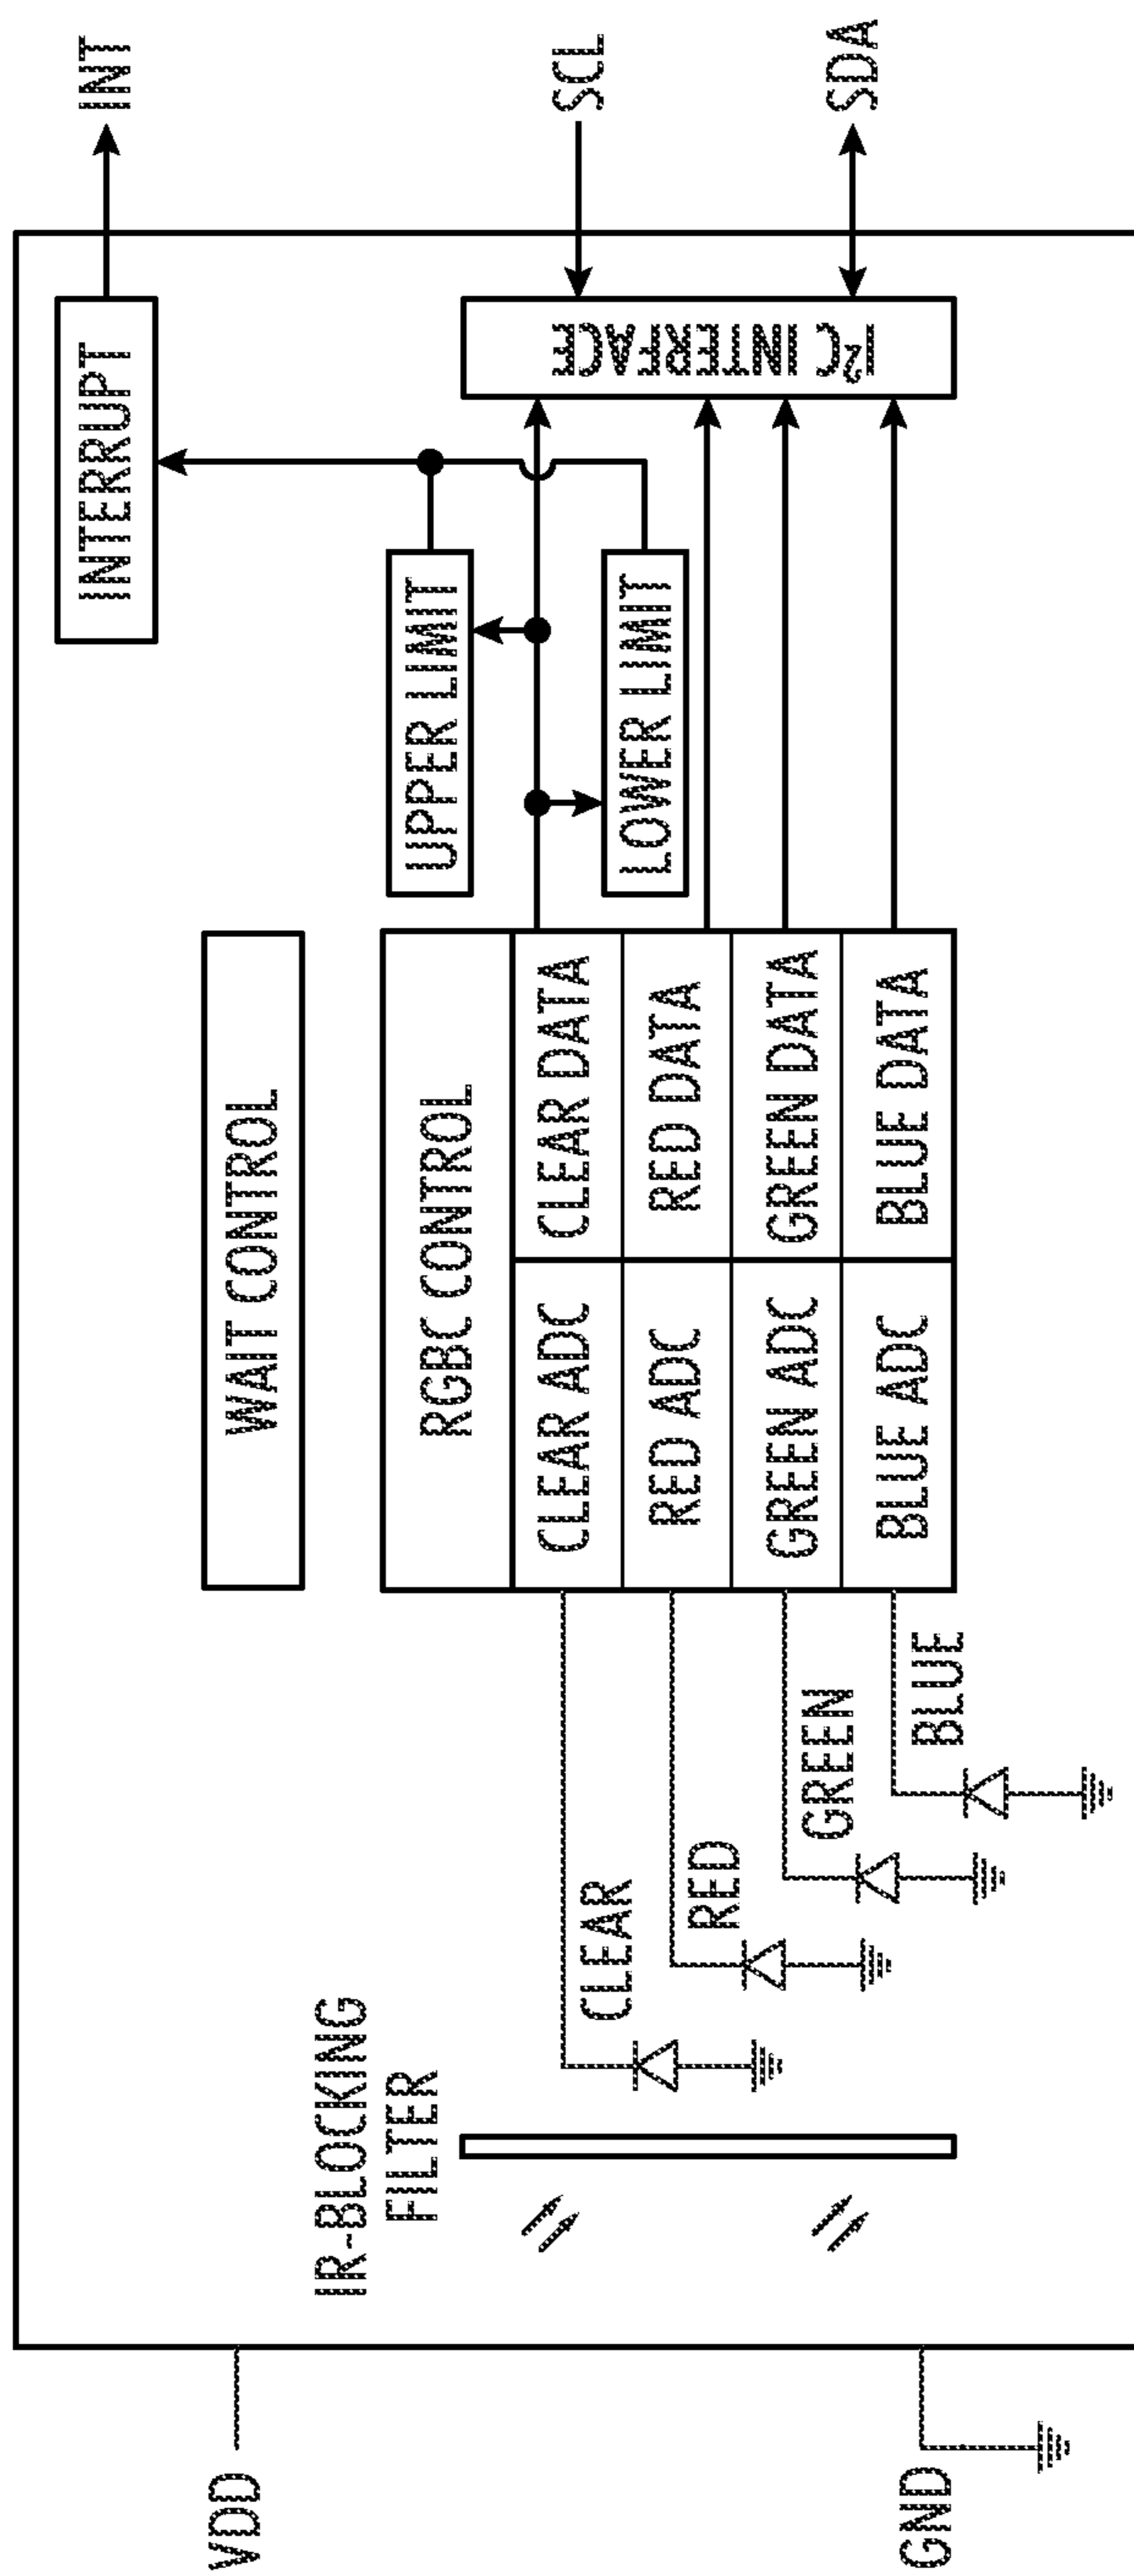 VDD
GND
IR-BLOCKING
FILTER
CLEAR
RED
GREEN
BLUE
WAIT CONTROL
RGBC CONTROL
CLEAR ADC
CLEAR DATA
RED ADC
RED DATA
GREEN ADC
GREEN DATA
BLUE ADC
BLUE DATA
UPPER LIMIT
LOWER LIMIT
INTERRUPT
I²C INTERFACE
INT
SCL
SDA